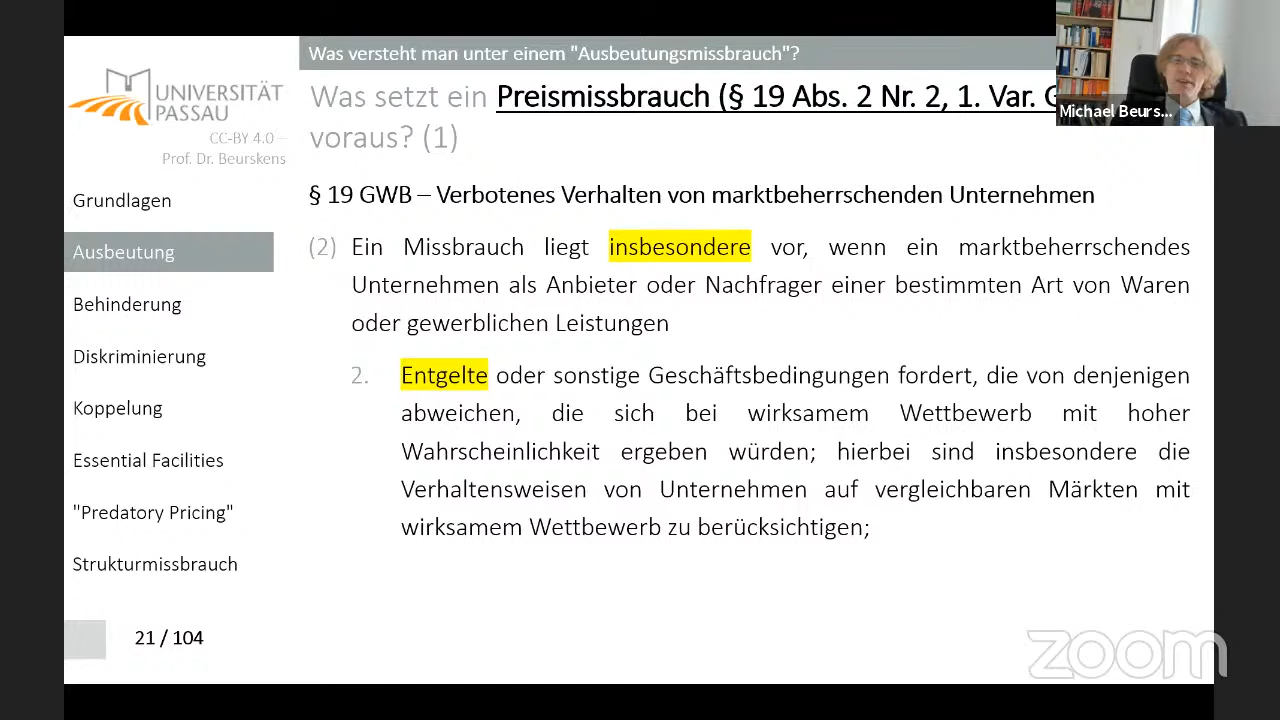 Was versteht man unter einem "Ausbeutungsmissbrauch"?
UNIVERSITÄT
PASSAU
CC-BY 4.0 –
Prof. Dr. Beurskens
Was setzt ein Preismissbrauch (§ 19 Abs. 2 Nr. 2, 1. Var. G
voraus? (1)
Michael Beurs...
Grundlagen
Ausbeutung
Behinderung
Diskriminierung
Koppelung
Essential Facilities
"Predatory Pricing"
Strukturmissbrauch
21 / 104
§ 19 GWB – Verbotenes Verhalten von marktbeherrschenden Unternehmen
(2) Ein Missbrauch liegt insbesondere vor, wenn ein marktbeherrschendes
Unternehmen als Anbieter oder Nachfrager einer bestimmten Art von Waren
oder gewerblichen Leistungen
2. Entgelte oder sonstige Geschäftsbedingungen fordert, die von denjenigen
abweichen, die sich bei wirksamem Wettbewerb mit hoher
Wahrscheinlichkeit ergeben würden; hierbei sind insbesondere die
Verhaltensweisen von Unternehmen auf vergleichbaren Märkten mit
wirksamem Wettbewerb zu berücksichtigen;
zoom